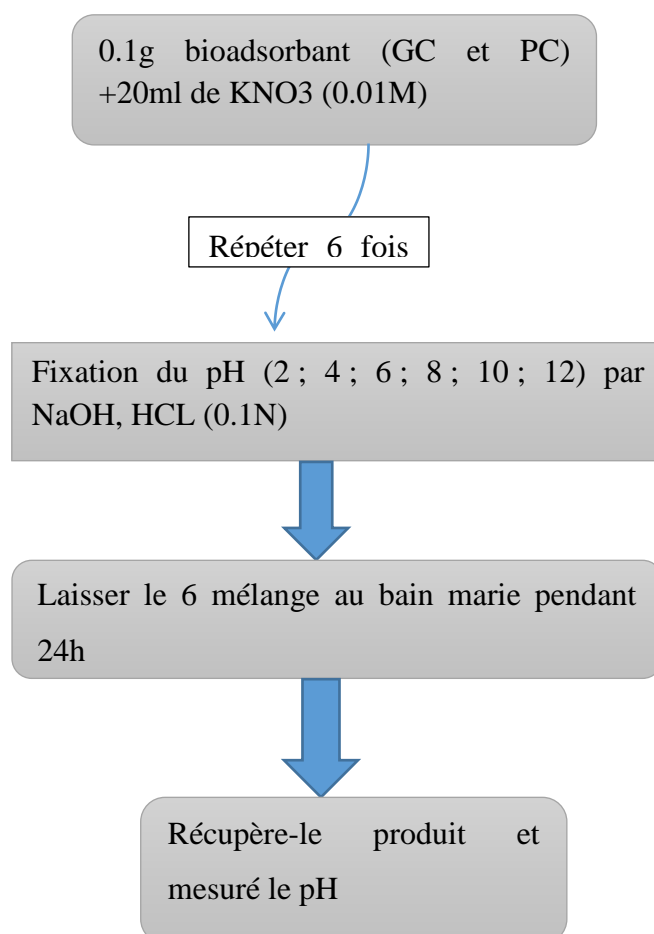 0.1g bioadsorbant (GC et PC)
+20ml de KNO3 (0.01M)
Répéter 6 fois
Fixation du pH (2 ; 4 ; 6 ; 8 ; 10 ; 12) par
NaOH, HCL (0.1N)
Laisser le 6 mélange au bain marie pendant
24h
Récupère-le produit et
mesuré le pH